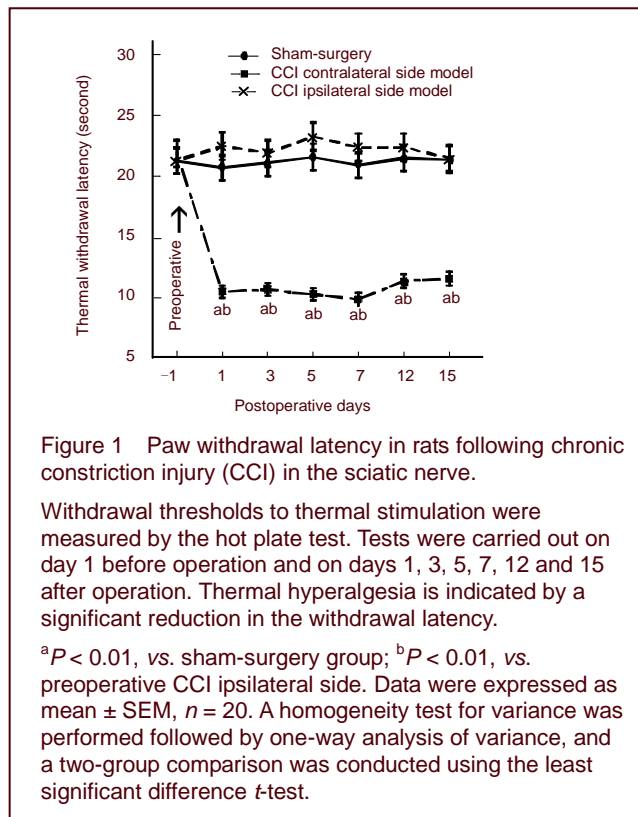 30
25
20
15
10
5
Thermal withdrawal latency (second)
Sham-surgery
CCI contralateral side model
CCI ipsilateral side model
Preoperative
ab ab ab ab ab ab
−1 1 3 5 7 12 15
Postoperative days
Figure 1 Paw withdrawal latency in rats following chronic
constriction injury (CCI) in the sciatic nerve.
Withdrawal thresholds to thermal stimulation were
measured by the hot plate test. Tests were carried out on
day 1 before operation and on days 1, 3, 5, 7, 12 and 15
after operation. Thermal hyperalgesia is indicated by a
significant reduction in the withdrawal latency.
aP < 0.01, vs. sham-surgery group; bP < 0.01, vs.
preoperative CCI ipsilateral side. Data were expressed as
mean ± SEM, n = 20. A homogeneity test for variance was
performed followed by one-way analysis of variance, and
a two-group comparison was conducted using the least
significant difference t-test.